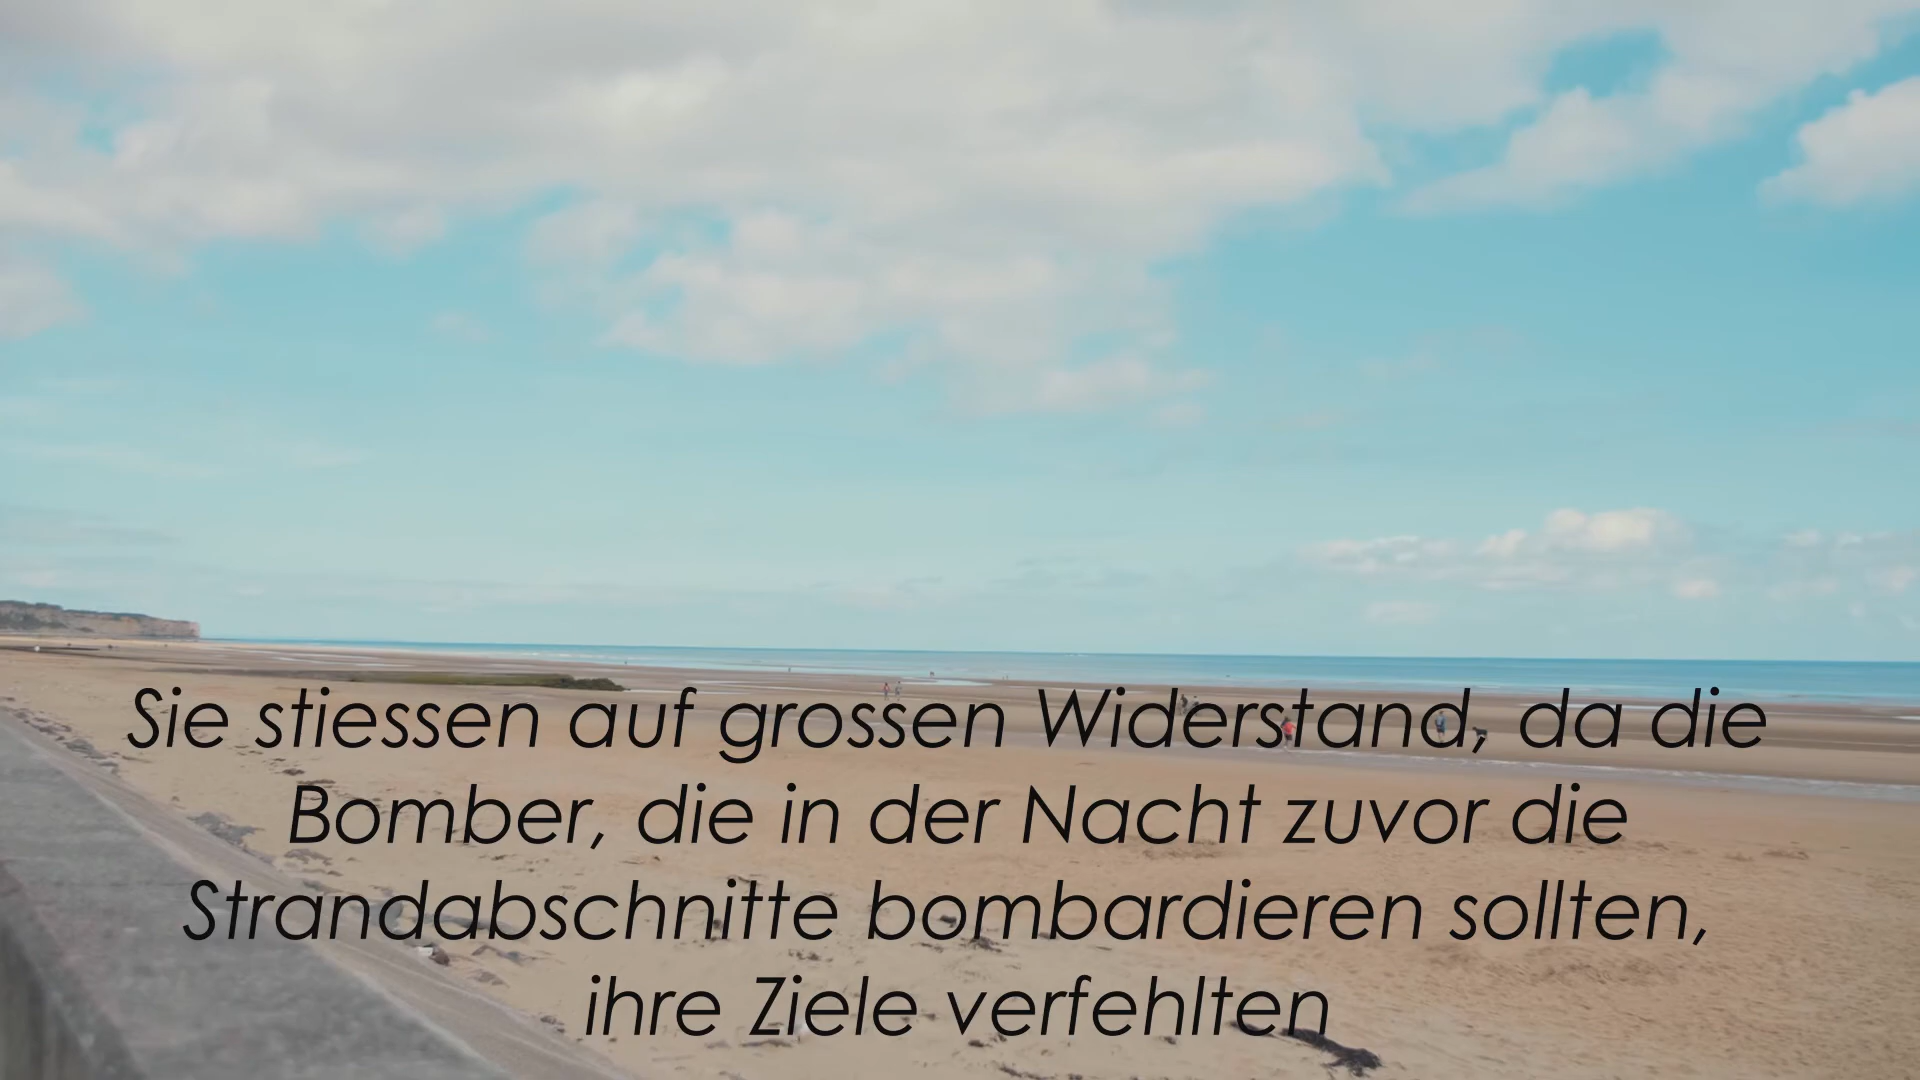 Sie stiessen auf grossen Widerstand, da die
Bomber, die in der Nacht zuvor die
Strandabschnitte bombardieren sollten,
ihre Ziele verfehlten